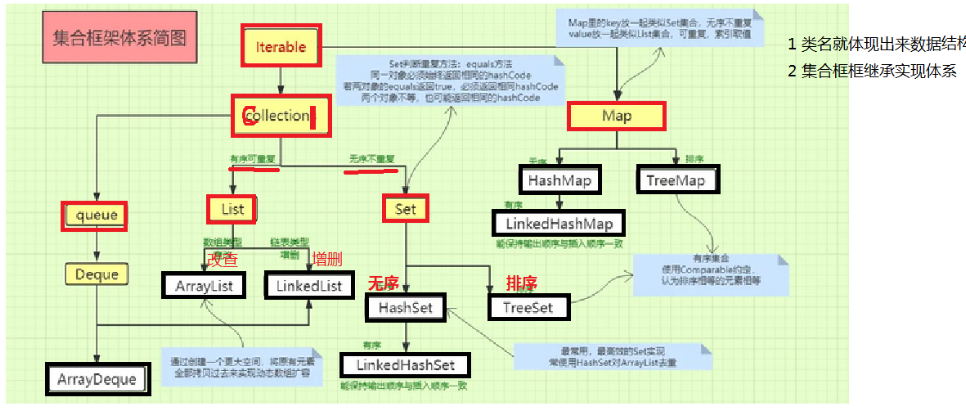 集合框架体系简图
Iterable
Map里的key放一起类似Set集合，无序不重复
value放一起类似List集合，可重复，索引取值
1 类名就体现出来数据结构
2 集合框框继承实现体系
Set判断重复方法：equals方法
同一对象必须始终返回相同的hashCode
若两对象的equals返回true，必须返回相同hashCode
两个对象不等，也可能返回相同的hashCode
Collection
Map
有序可重复
无序不重复
无序
排序
HashMap
TreeMap
queue
List
Set
有序
LinkedHashMap
能保持输出顺序与插入顺序一致
数组类型
链表类型
增删
改查
增删
Deque
ArrayList
LinkedList
无序
排序
HashSet
TreeSet
有序集合
使用Comparable约定，
认为排序相等的元素相等
通过创建一个更大空间，将原有元素
全部拷贝过去来实现动态数组扩容
有序
LinkedHashSet
能保持输出顺序与插入顺序一致
最常用，最高效的Set实现
常使用HashSet对ArrayList去重
ArrayDeque